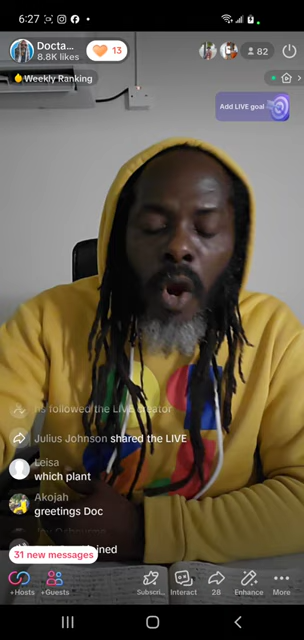 6:27
Docta...
8.8K likes
13
82
Weekly Ranking
Add LIVE goal
followed the LIVE creator
Julius Johnson shared the LIVE
Leisa
which plant
Akojah
greetings Doc
31 new messages
+Hosts
+Guests
Subscri...
Interact
28
Enhance
More